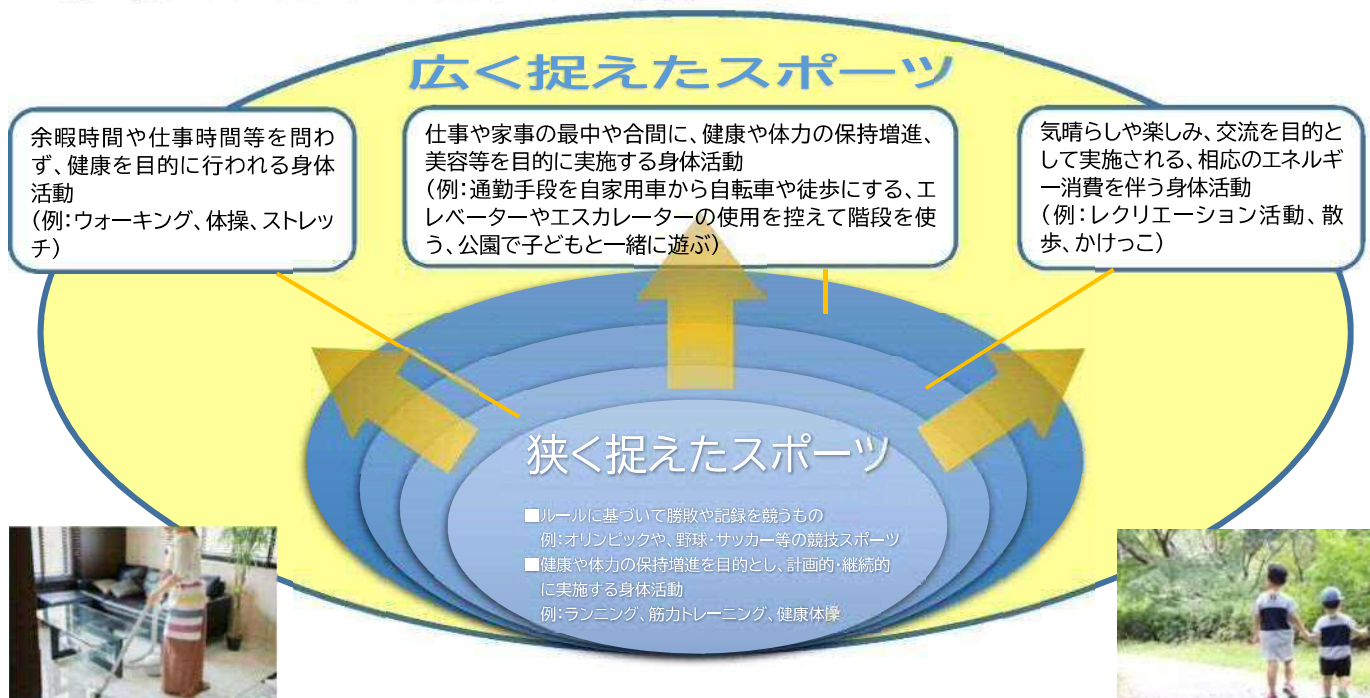 広く捉えたスポーツ
余暇時間や仕事時間等を問わ
ず、健康を目的に行われる身体
活動
(例:ウォーキング、体操、ストレッ
チ)
仕事や家事の最中や合間に、健康や体力の保持増進、
美容等を目的に実施する身体活動
(例:通勤手段を自家用車から自転車や徒歩にする、エ
レベーターやエスカレーターの使用を控えて階段を使
う、公園で子どもと一緒に遊ぶ)
気晴らしや楽しみ、交流を目的と
して実施される、相応のエネルギ
ー消費を伴う身体活動
(例:レクリエーション活動、散
歩、かけっこ)
狭く捉えたスポーツ
■ルールに基づいて勝敗や記録を競うもの
例:オリンピックや、野球・サッカー等の競技スポーツ
■健康や体力の保持増進を目的とし、計画的・継続的
に実施する身体活動
例:ランニング、筋力トレーニング、健康体操